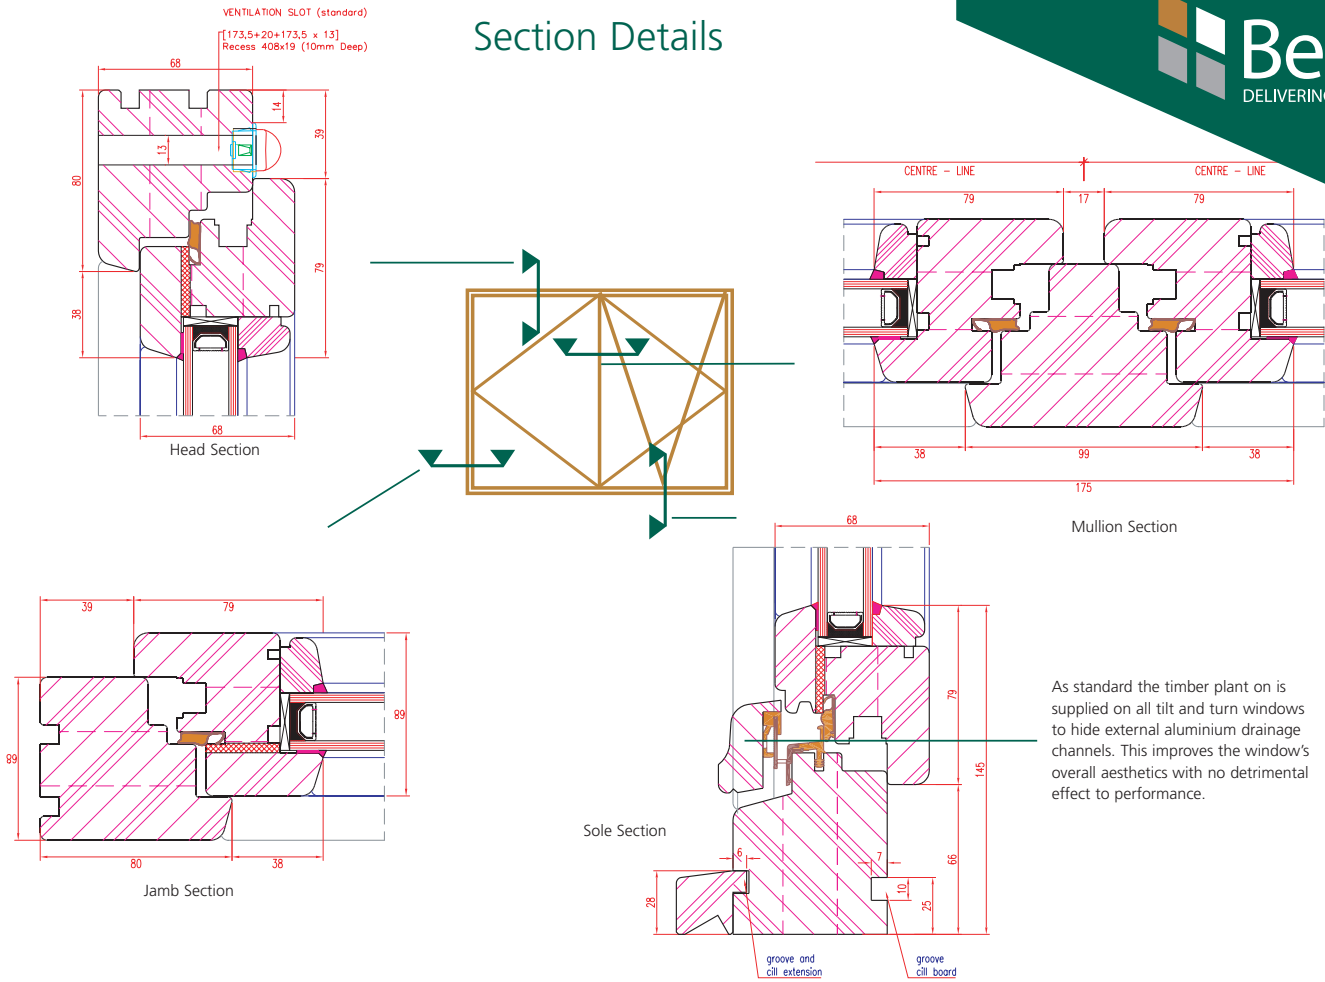 VENTILATION SLOT (standard)
[173,5+20+173,5 x 13]
Recess 408x19 (10mm Deep)
Section Details
Be
DELIVERING
68
14
39
13
80
79
38
68
Head Section
CENTRE - LINE
CENTRE - LINE
79
17
79
38
99
38
175
Mullion Section
39
79
89
89
80
38
Jamb Section
68
79
145
66
6
7
10
25
28
Sole Section
groove and
cill extension
groove
cill board
As standard the timber plant on is
supplied on all tilt and turn windows
to hide external aluminium drainage
channels. This improves the window's
overall aesthetics with no detrimental
effect to performance.